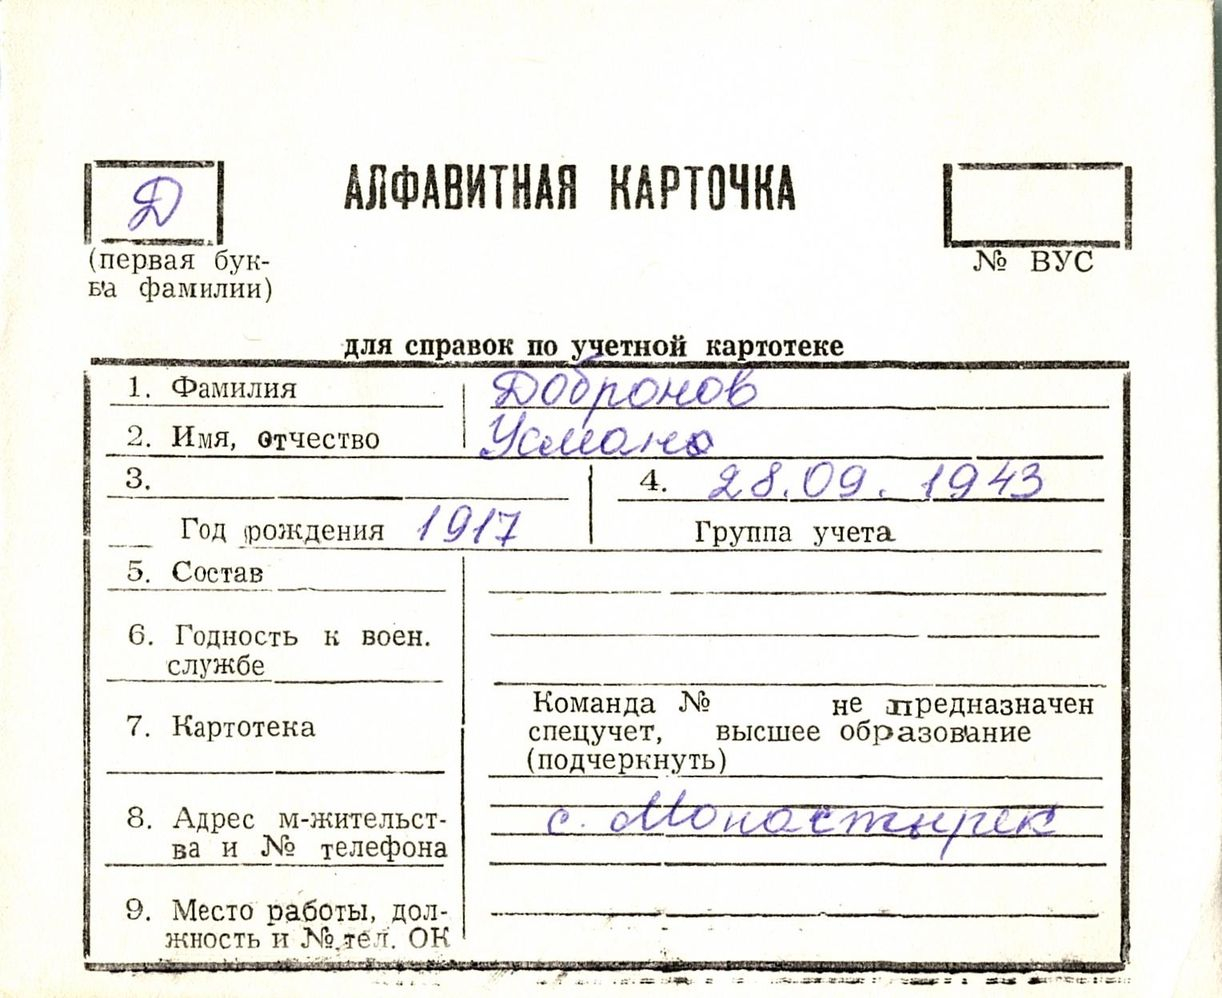 Д
АЛФАВИТНАЯ КАРТОЧКА
(первая бук-
ва фамилии)
№ ВУС
для справок по учетной картотеке
1. Фамилия Добронов
2. Имя, отчество Усмано
3.
4. 28.09.1943
Год рождения 1917
Группа учета
5. Состав
6. Годность к воен.
службе
Команда № не предназначен
7. Картотека
спецучет, высшее образование
(подчеркнуть)
8. Адрес м-жительст-
ва и № телефона
с. Монастырек
9. Место работы, дол-
жность и № тел. ОК